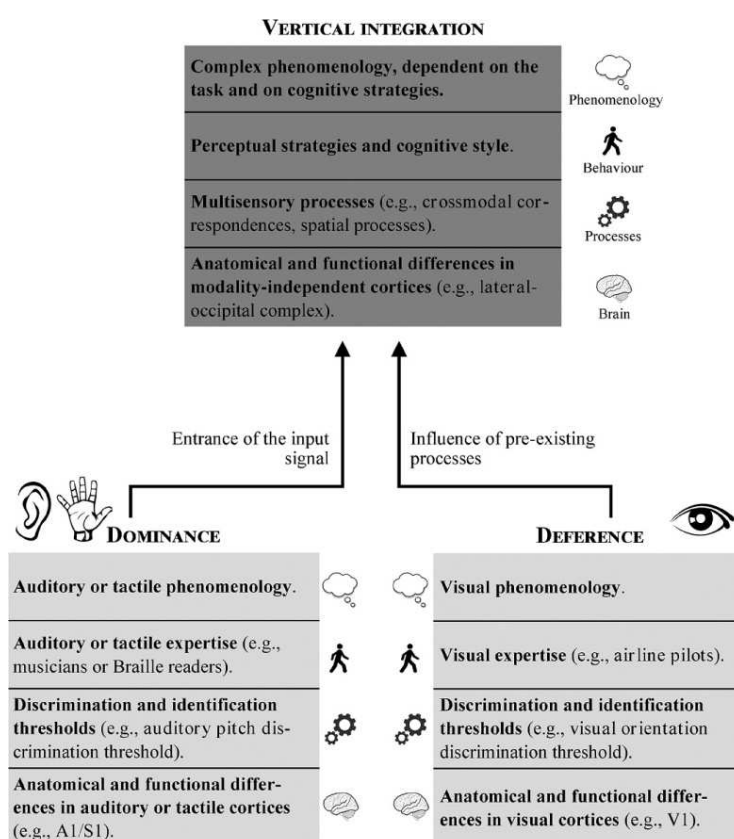 VERTICAL INTEGRATION
Complex phenomenology, dependent on the
task and on cognitive strategies.
Phenomenology
Perceptual strategies and cognitive style.
Behaviour
Multisensory processes (e.g., crossmodal cor-
respondences, spatial processes).
Processes
Anatomical and functional differences in
modality-independent cortices (e.g., lateral-
occipital complex).
Brain
Entrance of the input
signal
Influence of pre-existing
processes
DOMINANCE
Auditory or tactile phenomenology.
Auditory or tactile expertise (e.g.,
musicians or Braille readers).
Discrimination and identification
thresholds (e.g., auditory pitch dis-
crimination threshold).
Anatomical and functional differ-
ences in auditory or tactile cortices
(e.g., A1/S1).
DEFERENCE
Visual phenomenology.
Visual expertise (e.g., airline pilots).
Discrimination and identification
thresholds (e.g., visual orientation
discrimination threshold).
Anatomical and functional differ-
ences in visual cortices (e.g., V1).